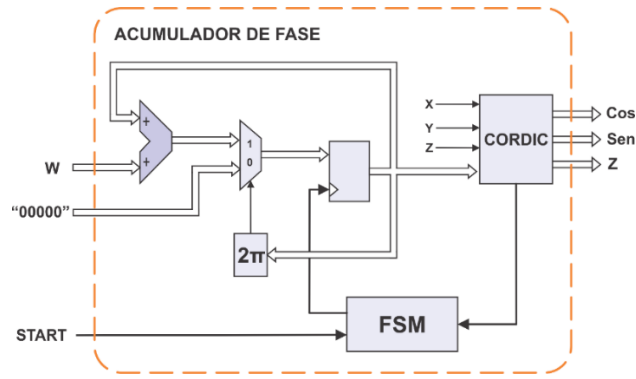 ACUMULADOR DE FASE
+
+
W
"00000"
1
0
2π
START
FSM
X
Y
Z
CORDIC
Cos
Sen
Z